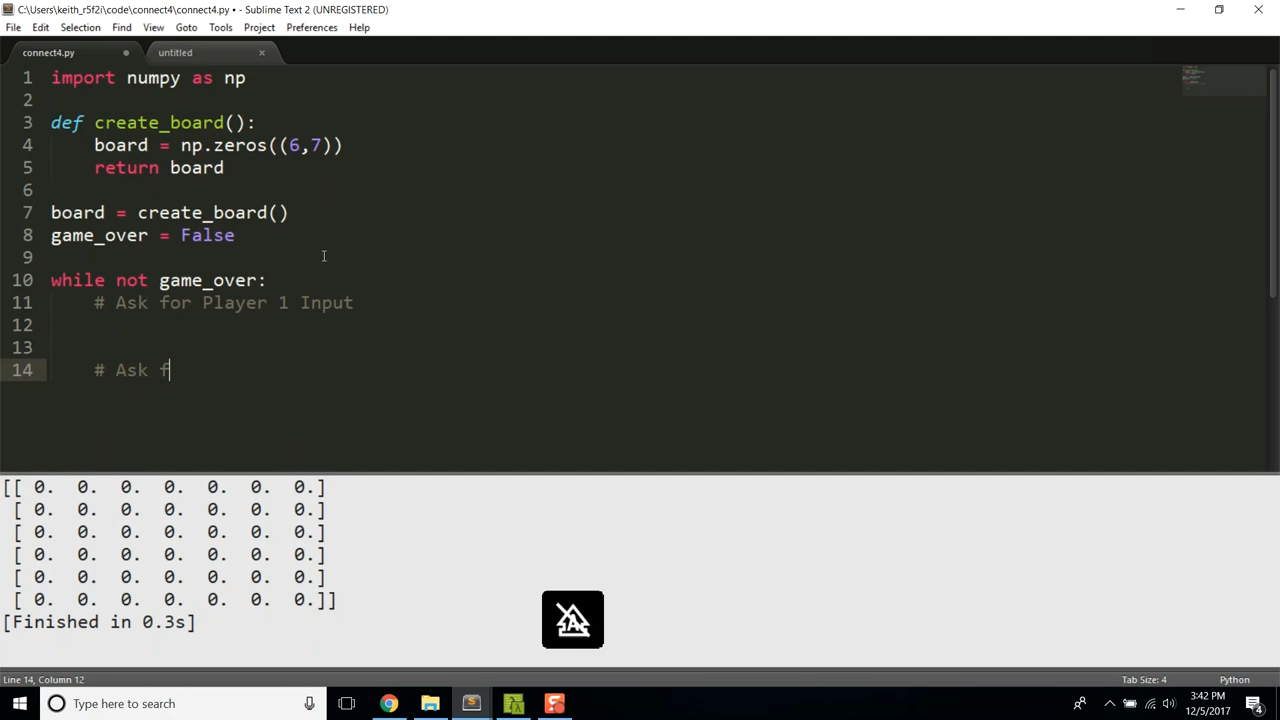 C:\Users\keith_r5f2i\code\connect4\connect4.py • - Sublime Text 2 (UNREGISTERED)
File Edit Selection Find View Goto Tools Project Preferences Help
connect4.py untitled
1 import numpy as np
2
3 def create_board():
4     board = np.zeros((6,7))
5     return board
6
7 board = create_board()
8 game_over = False
9
10 while not game_over:
11     # Ask for Player 1 Input
12
13
14     # Ask f
[[ 0.  0.  0.  0.  0.  0.  0.]
 [ 0.  0.  0.  0.  0.  0.  0.]
 [ 0.  0.  0.  0.  0.  0.  0.]
 [ 0.  0.  0.  0.  0.  0.  0.]
 [ 0.  0.  0.  0.  0.  0.  0.]
 [ 0.  0.  0.  0.  0.  0.  0.]]
[Finished in 0.3s]
A
Line 14, Column 12 Tab Size: 4 Python
Type here to search
3:42 PM
12/5/2017
4